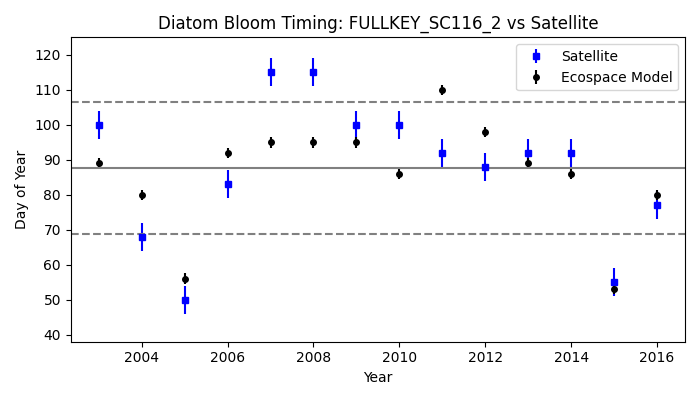 Diatom Bloom Timing: FULLKEY_SC116_2 vs Satellite
Satellite
Ecospace Model
Day of Year
120
110
100
90
80
70
60
50
40
2004 2006 2008 2010 2012 2014 2016
Year